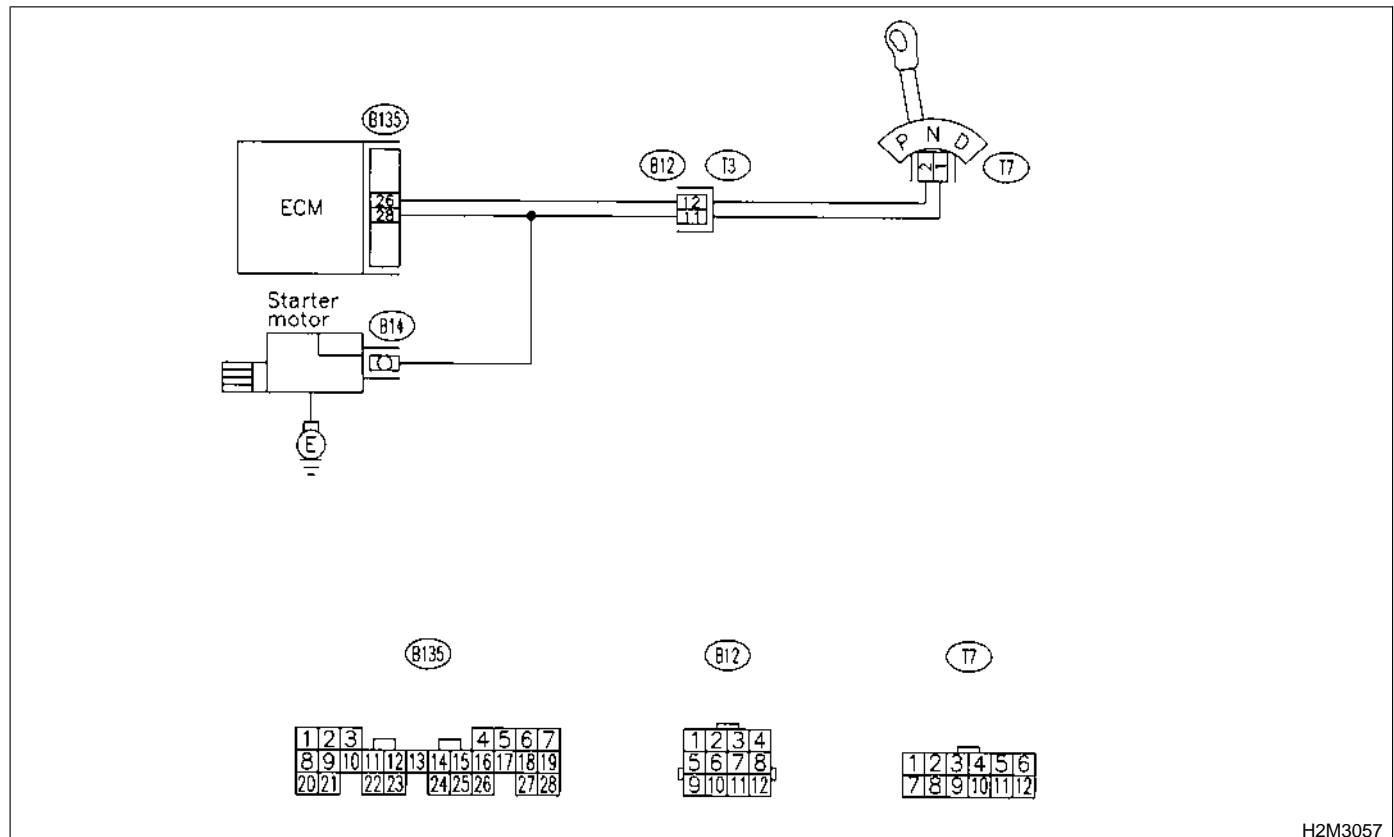 B135
ECM
26
28
B12
T3
12
11
P N D
2 1
T7
Starter
motor
B14
E
B135
B12
T7
1 2 3 4 5 6 7
8 9 10 11 12 13 14 15 16 17 18 19
20 21 22 23 24 25 26 27 28
1 2 3 4
5 6 7 8
9 10 11 12
1 2 3 4 5 6
7 8 9 10 11 12
H2M3057